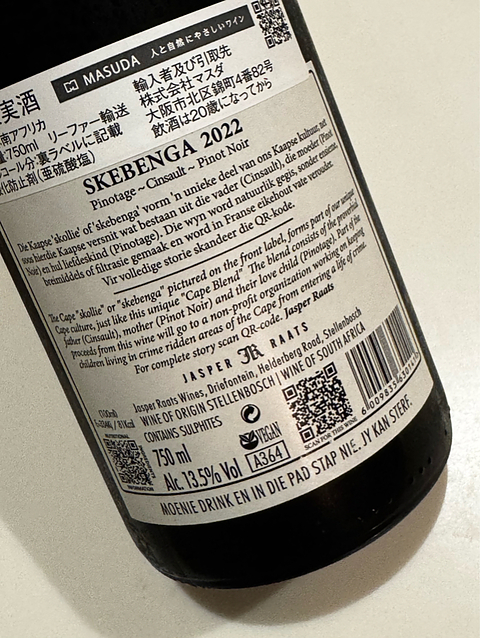 MASUDA 人と自然にやさしいワイン
実酒
輸入者及び引取先
南アフリカ
株式会社マスダ
750ml リーファー輸送
大阪市北区錦町4番82号
コール分:裏ラベルに記載
飲酒は20歳になってから
化防止剤(亜硫酸塩)
SKEBENGA 2022
Pinotage ~ Cinsault ~ Pinot Noir
Die Kaapse 'skollie' of 'skebenga' vorm 'n unieke deel van ons Kaapse kultuur, net
soos hierdie Kaapse versnit wat bestaan uit die vader (Cinsault), die moeder (Pinot
Noir) en hul liefdeskind (Pinotage). Die wyn word natuurlik gegis, sonder ensieme,
breimiddels of filtrasie gemaak en word in Franse eikehout vate verouder.
Vir volledige storie skandeer die QR-kode.
The Cape "skollie" or "skebenga" pictured on the front label, forms part of our unique
Cape culture, just like this unique "Cape Blend". The blend consists of the proverbial
father (Cinsault), mother (Pinot Noir) and their love child (Pinotage). Part of the
proceeds from this wine will go to a non-profit organization working on keeping
children living in crime ridden areas of the Cape from entering a life of crime.
For complete story scan QR-code. Jasper Raats
JASPER JR RAATS
Jasper Raats Wines, Driefontein, Helderberg Road, Stellenbosch
WINE OF ORIGIN STELLENBOSCH | WINE OF SOUTH AFRICA
CONTAINS SULPHITES
(100ml)
750 ml
VEGAN
Alc. 13.5% Vol
A364
SCAN FOR THIS WINE
MOENIE DRINK EN IN DIE PAD STAP NIE. JY KAN STERF.